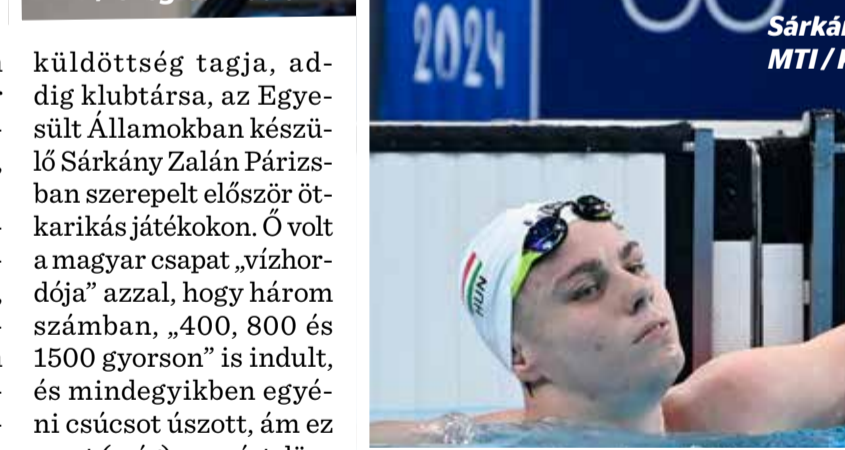 küldöttség tagja, ad-
dig klubtársa, az Egye-
sült Államokban készü-
lő Sárkány Zalán Párizs-
ban szerepelt először öt-
karikás játékokon. Ő volt
a magyar csapat „vízhor-
dója” azzal, hogy három
számban, „400, 800 és
1500 gyorson” is indult,
és mindegyikben egyé-
ni csúcsot úszott, ám ez
2024
MTI /
HUN